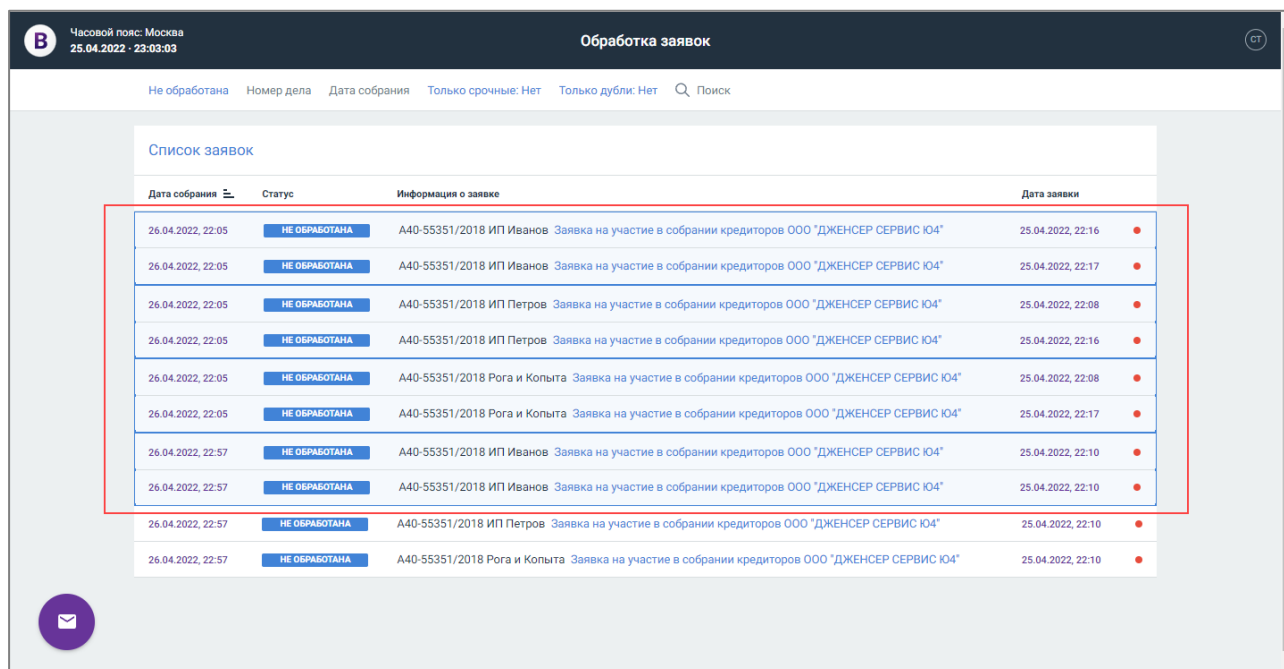 B
Часовой пояс: Москва
25.04.2022 · 23:03:03
Обработка заявок
СТ
Не обработана Номер дела Дата собрания Только срочные: Нет Только дубли: Нет Поиск
Список заявок
Дата собрания Статус Информация о заявке Дата заявки
26.04.2022, 22:05 НЕ ОБРАБОТАНА А40-55351/2018 ИП Иванов Заявка на участие в собрании кредиторов ООО "ДЖЕНСЕР СЕРВИС Ю4" 25.04.2022, 22:16
26.04.2022, 22:05 НЕ ОБРАБОТАНА А40-55351/2018 ИП Иванов Заявка на участие в собрании кредиторов ООО "ДЖЕНСЕР СЕРВИС Ю4" 25.04.2022, 22:17
26.04.2022, 22:05 НЕ ОБРАБОТАНА А40-55351/2018 ИП Петров Заявка на участие в собрании кредиторов ООО "ДЖЕНСЕР СЕРВИС Ю4" 25.04.2022, 22:08
26.04.2022, 22:05 НЕ ОБРАБОТАНА А40-55351/2018 ИП Петров Заявка на участие в собрании кредиторов ООО "ДЖЕНСЕР СЕРВИС Ю4" 25.04.2022, 22:16
26.04.2022, 22:05 НЕ ОБРАБОТАНА А40-55351/2018 Рога и Копыта Заявка на участие в собрании кредиторов ООО "ДЖЕНСЕР СЕРВИС Ю4" 25.04.2022, 22:08
26.04.2022, 22:05 НЕ ОБРАБОТАНА А40-55351/2018 Рога и Копыта Заявка на участие в собрании кредиторов ООО "ДЖЕНСЕР СЕРВИС Ю4" 25.04.2022, 22:17
26.04.2022, 22:57 НЕ ОБРАБОТАНА А40-55351/2018 ИП Иванов Заявка на участие в собрании кредиторов ООО "ДЖЕНСЕР СЕРВИС Ю4" 25.04.2022, 22:10
26.04.2022, 22:57 НЕ ОБРАБОТАНА А40-55351/2018 ИП Иванов Заявка на участие в собрании кредиторов ООО "ДЖЕНСЕР СЕРВИС Ю4" 25.04.2022, 22:10
26.04.2022, 22:57 НЕ ОБРАБОТАНА А40-55351/2018 ИП Петров Заявка на участие в собрании кредиторов ООО "ДЖЕНСЕР СЕРВИС Ю4" 25.04.2022, 22:10
26.04.2022, 22:57 НЕ ОБРАБОТАНА А40-55351/2018 Рога и Копыта Заявка на участие в собрании кредиторов ООО "ДЖЕНСЕР СЕРВИС Ю4" 25.04.2022, 22:10